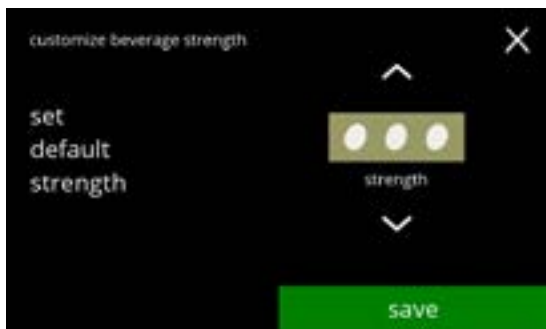 customize beverage strength
set
default
strength
strength
save